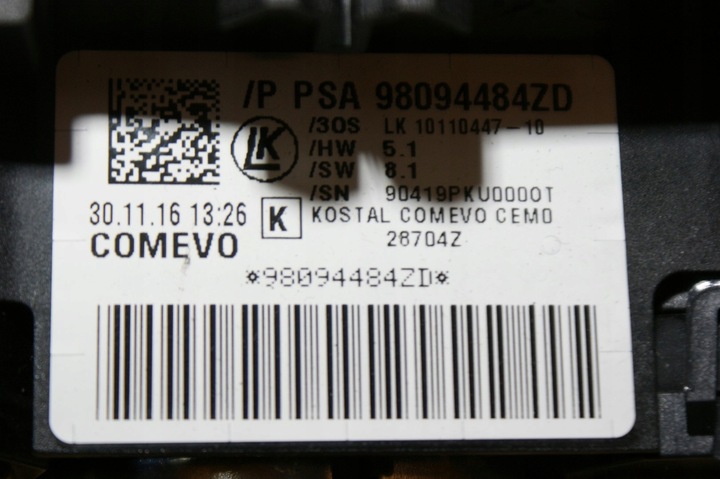 /P PSA 98094484ZD
/3OS LK 10110447-10
LK
/HW 5.1
/SW 8.1
/SN 90419PKU0000T
30.11.16 13:26 K KOSTAL COMEVO CEM0
COMEVO 28704Z
*98094484ZD*